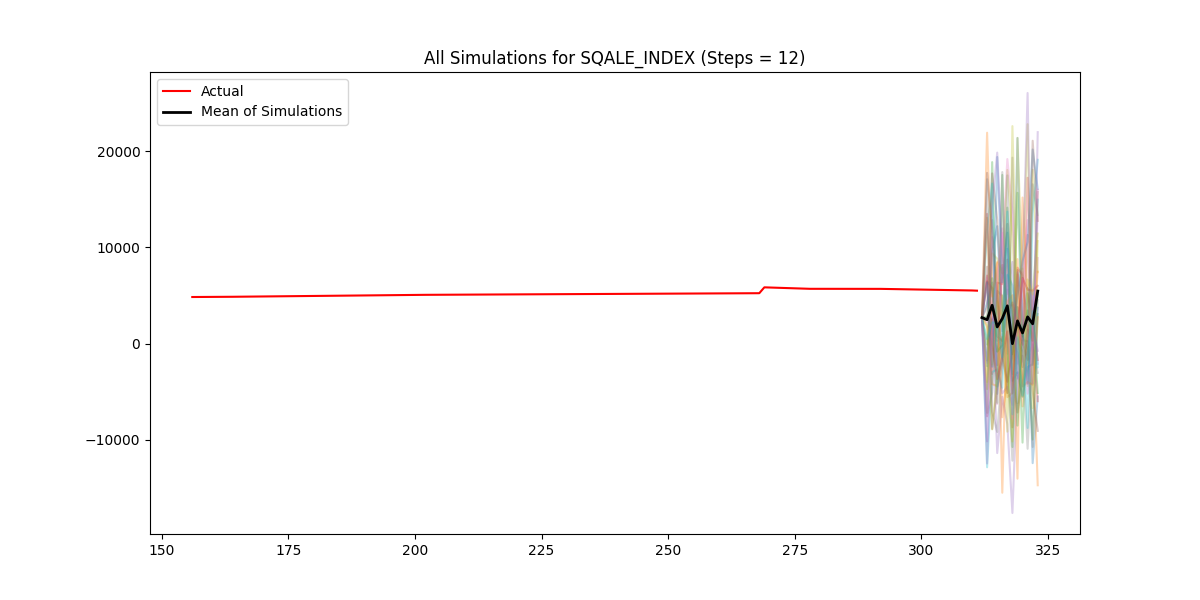 All Simulations for SQALE_INDEX (Steps = 12)
Actual
Mean of Simulations
20000
10000
0
−10000
150 175 200 225 250 275 300 325